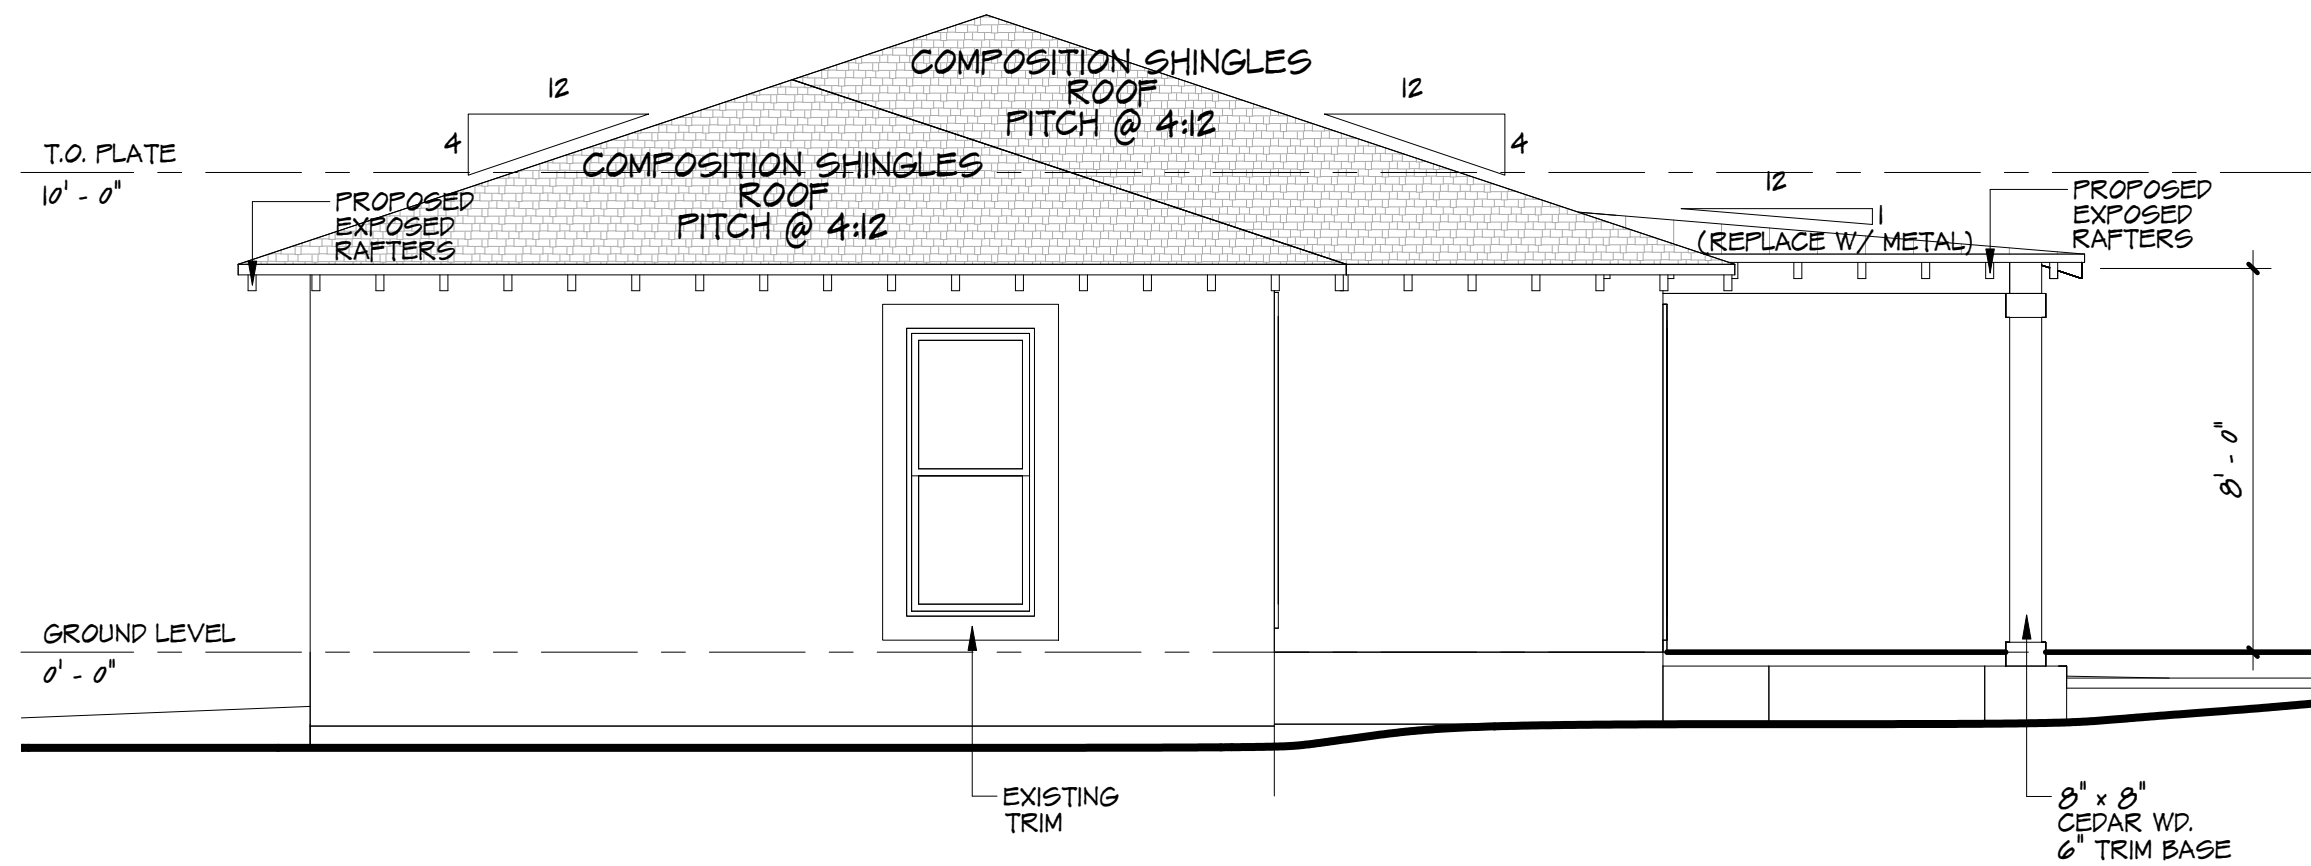 COMPOSITION SHINGLES
ROOF
PITCH @ 4:12
12
4
12
4
T.O. PLATE
10' - 0"
COMPOSITION SHINGLES
ROOF
PITCH @ 4:12
PROPOSED
EXPOSED
RAFTERS
12
1
(REPLACE W/ METAL)
PROPOSED
EXPOSED
RAFTERS
8' - 0"
GROUND LEVEL
0' - 0"
EXISTING
TRIM
8" x 8"
CEDAR WD.
6" TRIM BASE